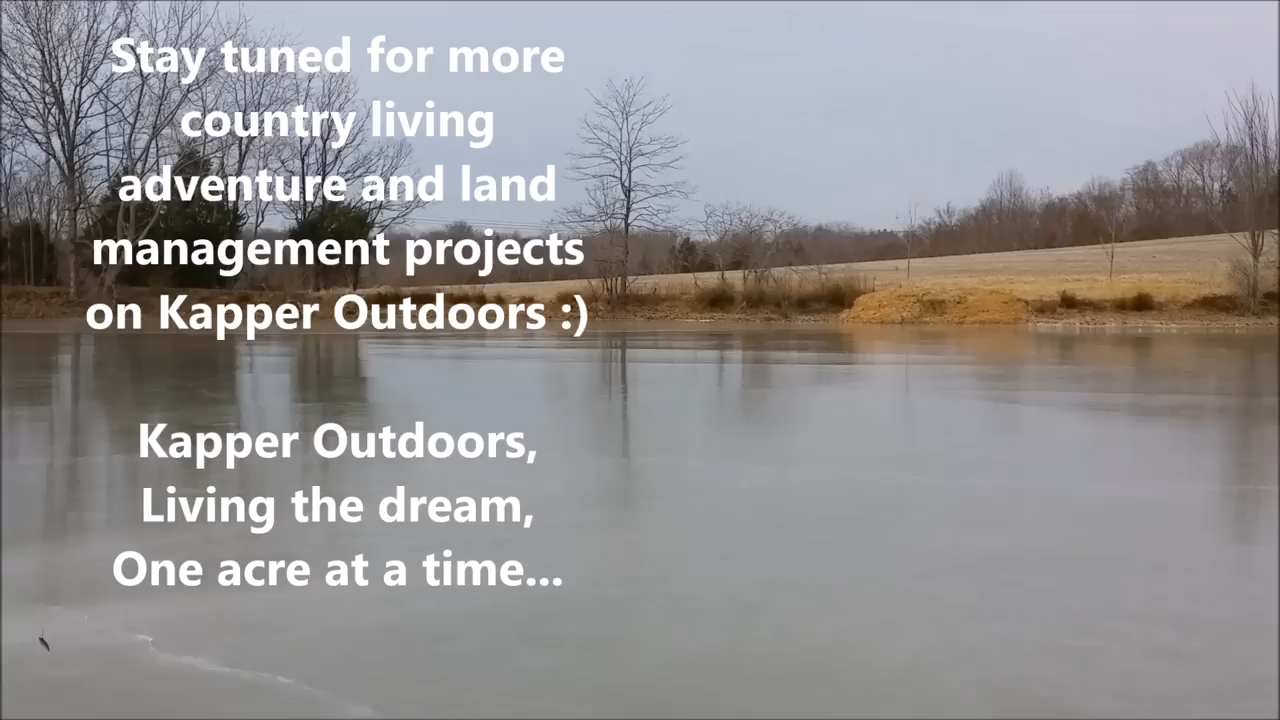 Stay tuned for more
country living
adventure and land
management projects
on Kapper Outdoors :)
Kapper Outdoors,
Living the dream,
One acre at a time...